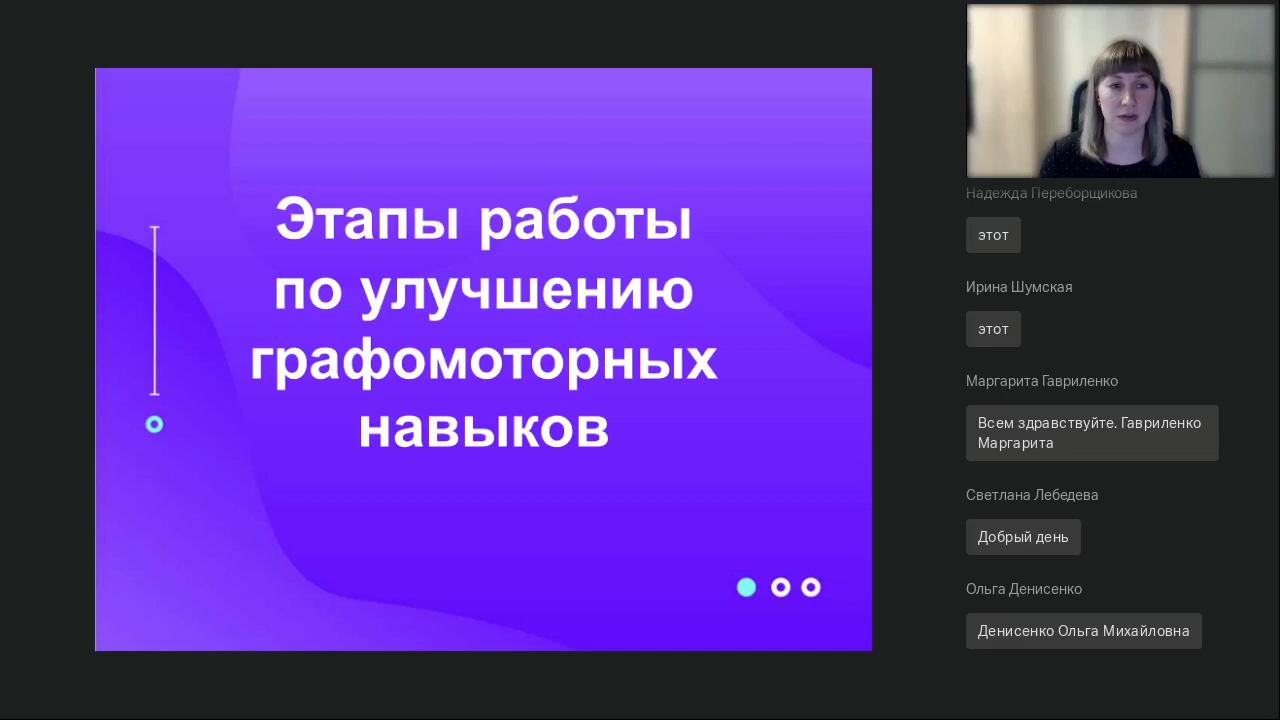 Этапы работы
по улучшению
графомоторных
навыков
Надежда Переборщикова
этот
Ирина Шумская
этот
Маргарита Гавриленко
Всем здравствуйте. Гавриленко
Маргарита
Светлана Лебедева
Добрый день
Ольга Денисенко
Денисенко Ольга Михайловна